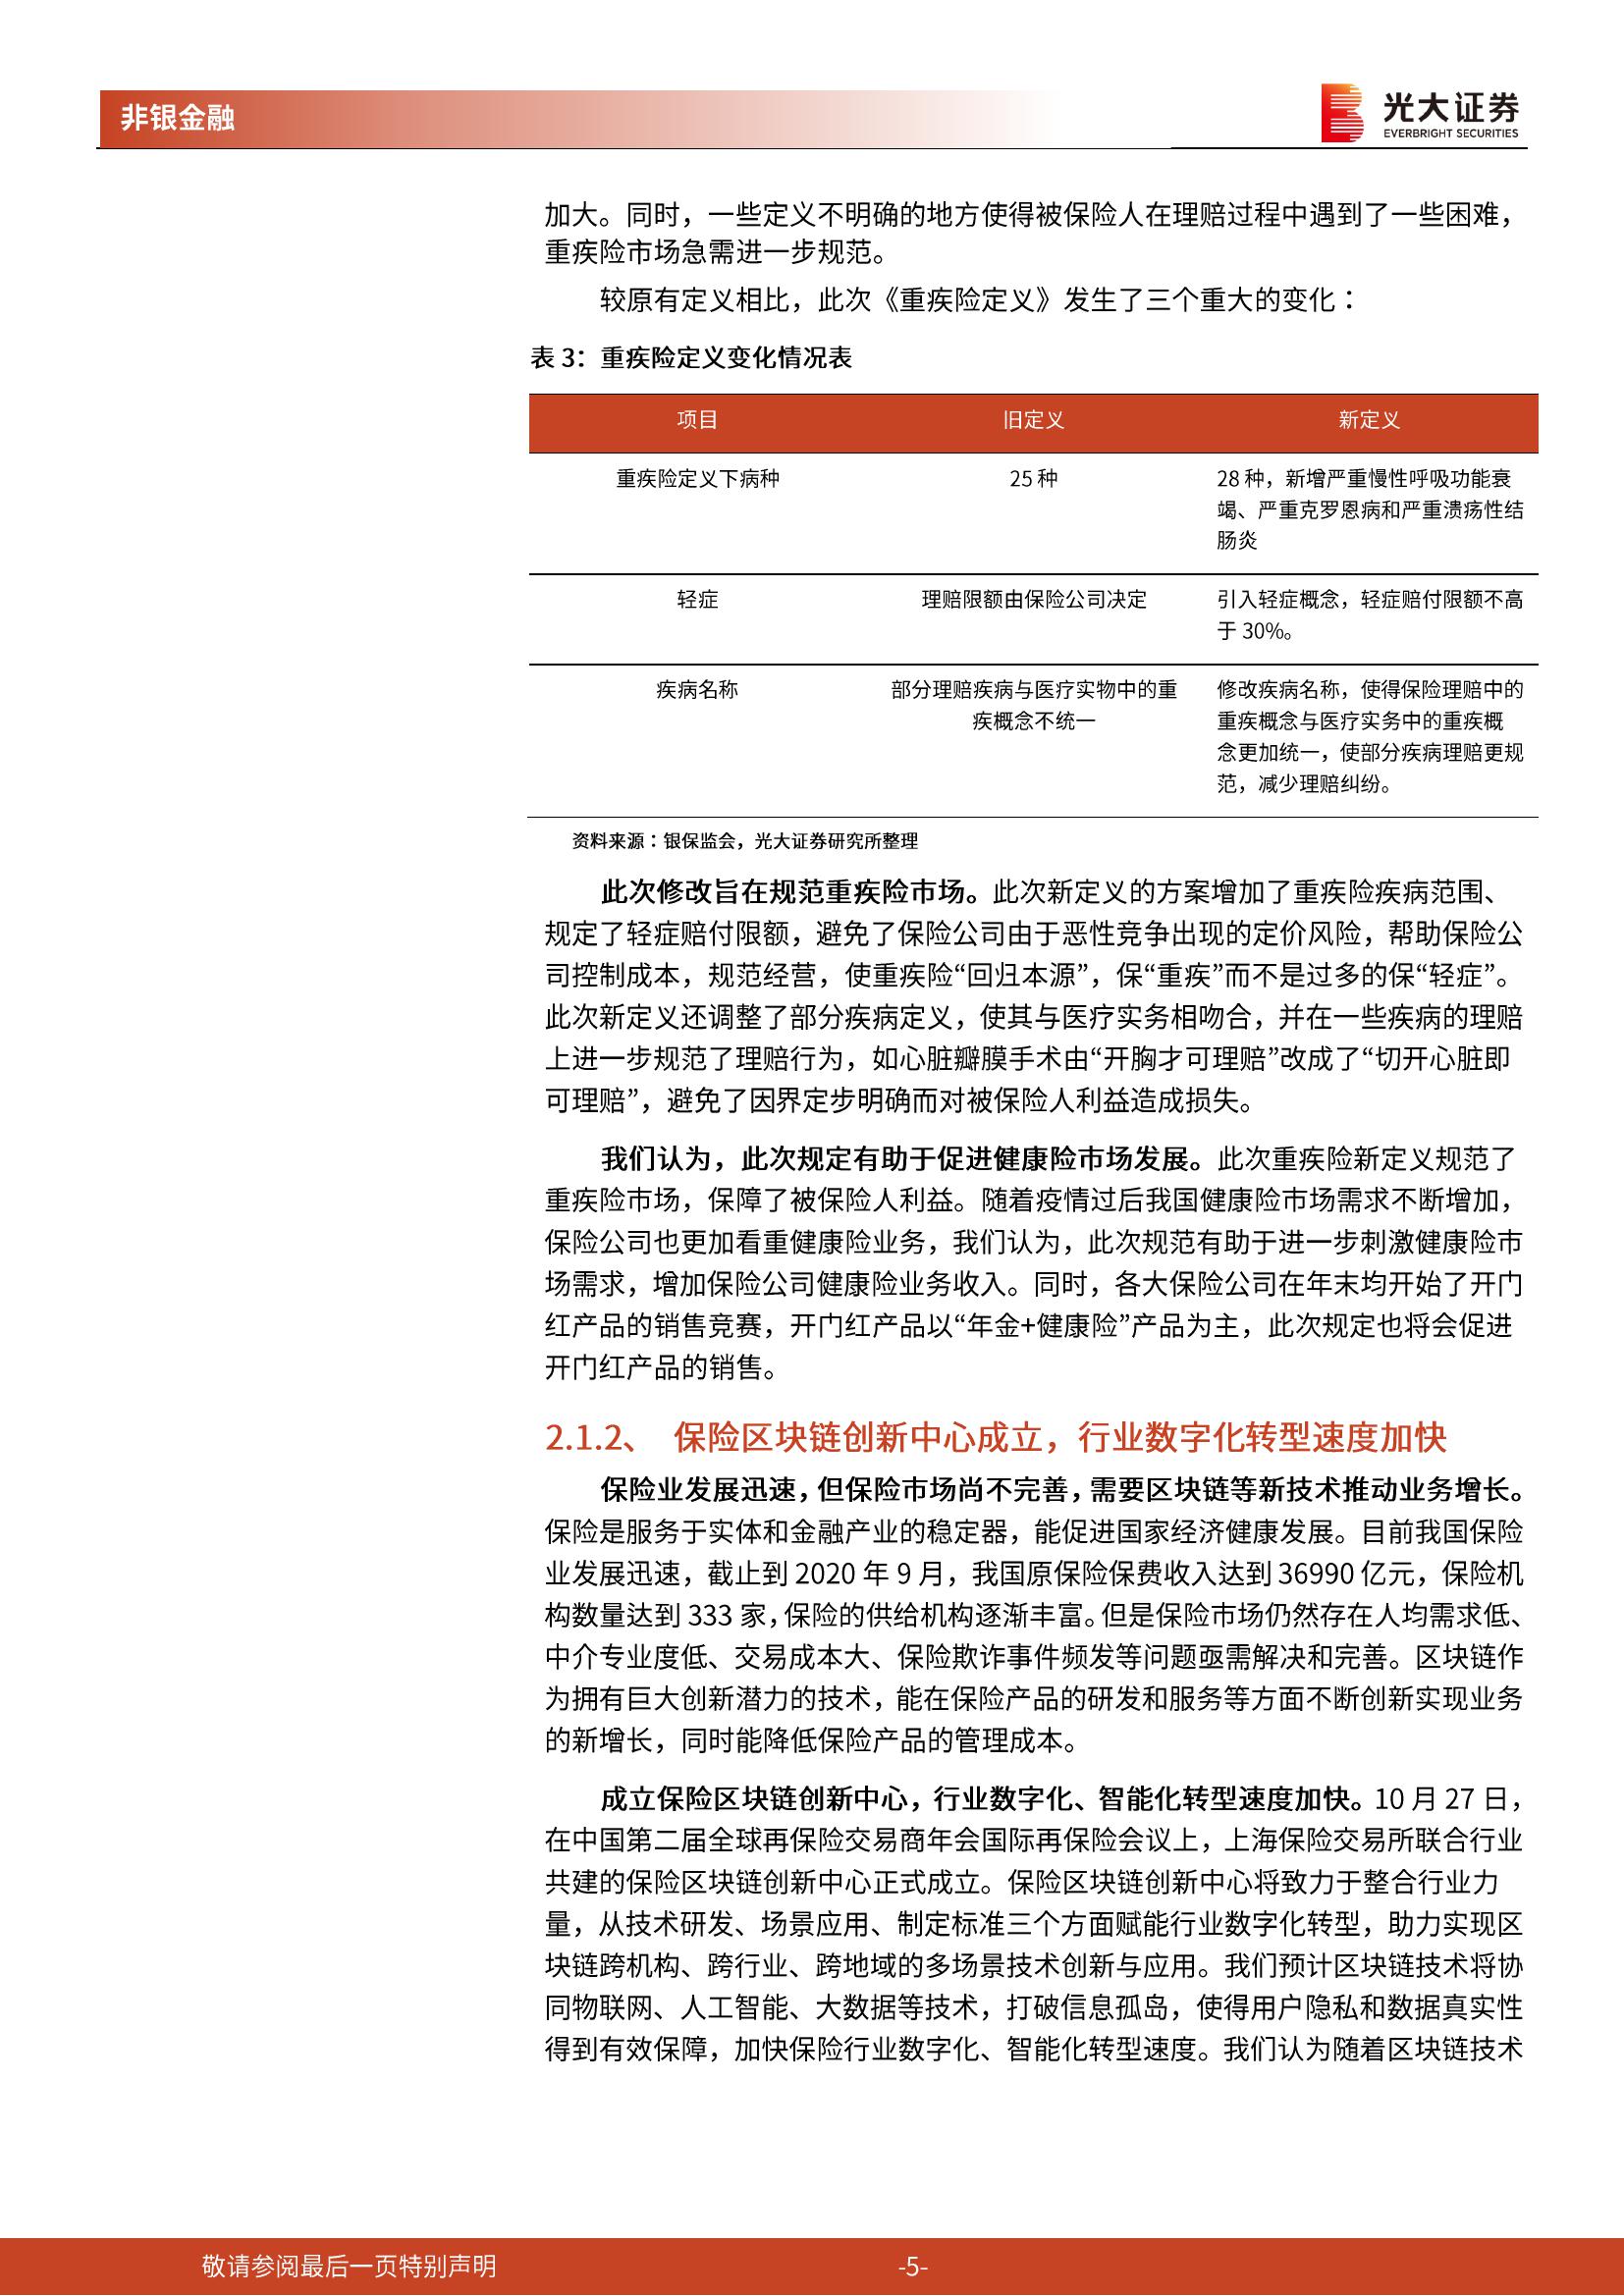 非银金融
光大证券
EVERBRIGHT SECURITIES
加大。同时，一些定义不明确的地方使得被保险人在理赔过程中遇到了一些困难，
重疾险市场急需进一步规范。
较原有定义相比，此次《重疾险定义》发生了三个重大的变化：
表 3：重疾险定义变化情况表
项目 旧定义 新定义
重疾险定义下病种 25 种 28 种，新增严重慢性呼吸功能衰
竭、严重克罗恩病和严重溃疡性结
肠炎
轻症 理赔限额由保险公司决定 引入轻症概念，轻症赔付限额不高
于 30%。
疾病名称 部分理赔疾病与医疗实物中的重 修改疾病名称，使得保险理赔中的
疾概念不统一 重疾概念与医疗实务中的重疾概
念更加统一，使部分疾病理赔更规
范，减少理赔纠纷。
资料来源：银保监会，光大证券研究所整理
此次修改旨在规范重疾险市场。此次新定义的方案增加了重疾险疾病范围、
规定了轻症赔付限额，避免了保险公司由于恶性竞争出现的定价风险，帮助保险公
司控制成本，规范经营，使重疾险“回归本源”，保“重疾”而不是过多的保“轻症”。
此次新定义还调整了部分疾病定义，使其与医疗实务相吻合，并在一些疾病的理赔
上进一步规范了理赔行为，如心脏瓣膜手术由“开胸才可理赔”改成了“切开心脏即
可理赔”，避免了因界定步明确而对被保险人利益造成损失。
我们认为，此次规定有助于促进健康险市场发展。此次重疾险新定义规范了
重疾险市场，保障了被保险人利益。随着疫情过后我国健康险市场需求不断增加，
保险公司也更加看重健康险业务，我们认为，此次规范有助于进一步刺激健康险市
场需求，增加保险公司健康险业务收入。同时，各大保险公司在年末均开始了开门
红产品的销售竞赛，开门红产品以“年金+健康险”产品为主，此次规定也将会促进
开门红产品的销售。
2.1.2、 保险区块链创新中心成立，行业数字化转型速度加快
保险业发展迅速，但保险市场尚不完善，需要区块链等新技术推动业务增长。
保险是服务于实体和金融产业的稳定器，能促进国家经济健康发展。目前我国保险
业发展迅速，截止到 2020 年 9 月，我国原保险保费收入达到 36990 亿元，保险机
构数量达到 333 家，保险的供给机构逐渐丰富。但是保险市场仍然存在人均需求低、
中介专业度低、交易成本大、保险欺诈事件频发等问题亟需解决和完善。区块链作
为拥有巨大创新潜力的技术，能在保险产品的研发和服务等方面不断创新实现业务
的新增长，同时能降低保险产品的管理成本。
成立保险区块链创新中心，行业数字化、智能化转型速度加快。10 月 27 日，
在中国第二届全球再保险交易商年会国际再保险会议上，上海保险交易所联合行业
共建的保险区块链创新中心正式成立。保险区块链创新中心将致力于整合行业力
量，从技术研发、场景应用、制定标准三个方面赋能行业数字化转型，助力实现区
块链跨机构、跨行业、跨地域的多场景技术创新与应用。我们预计区块链技术将协
同物联网、人工智能、大数据等技术，打破信息孤岛，使得用户隐私和数据真实性
得到有效保障，加快保险行业数字化、智能化转型速度。我们认为随着区块链技术
敬请参阅最后一页特别声明 -5-